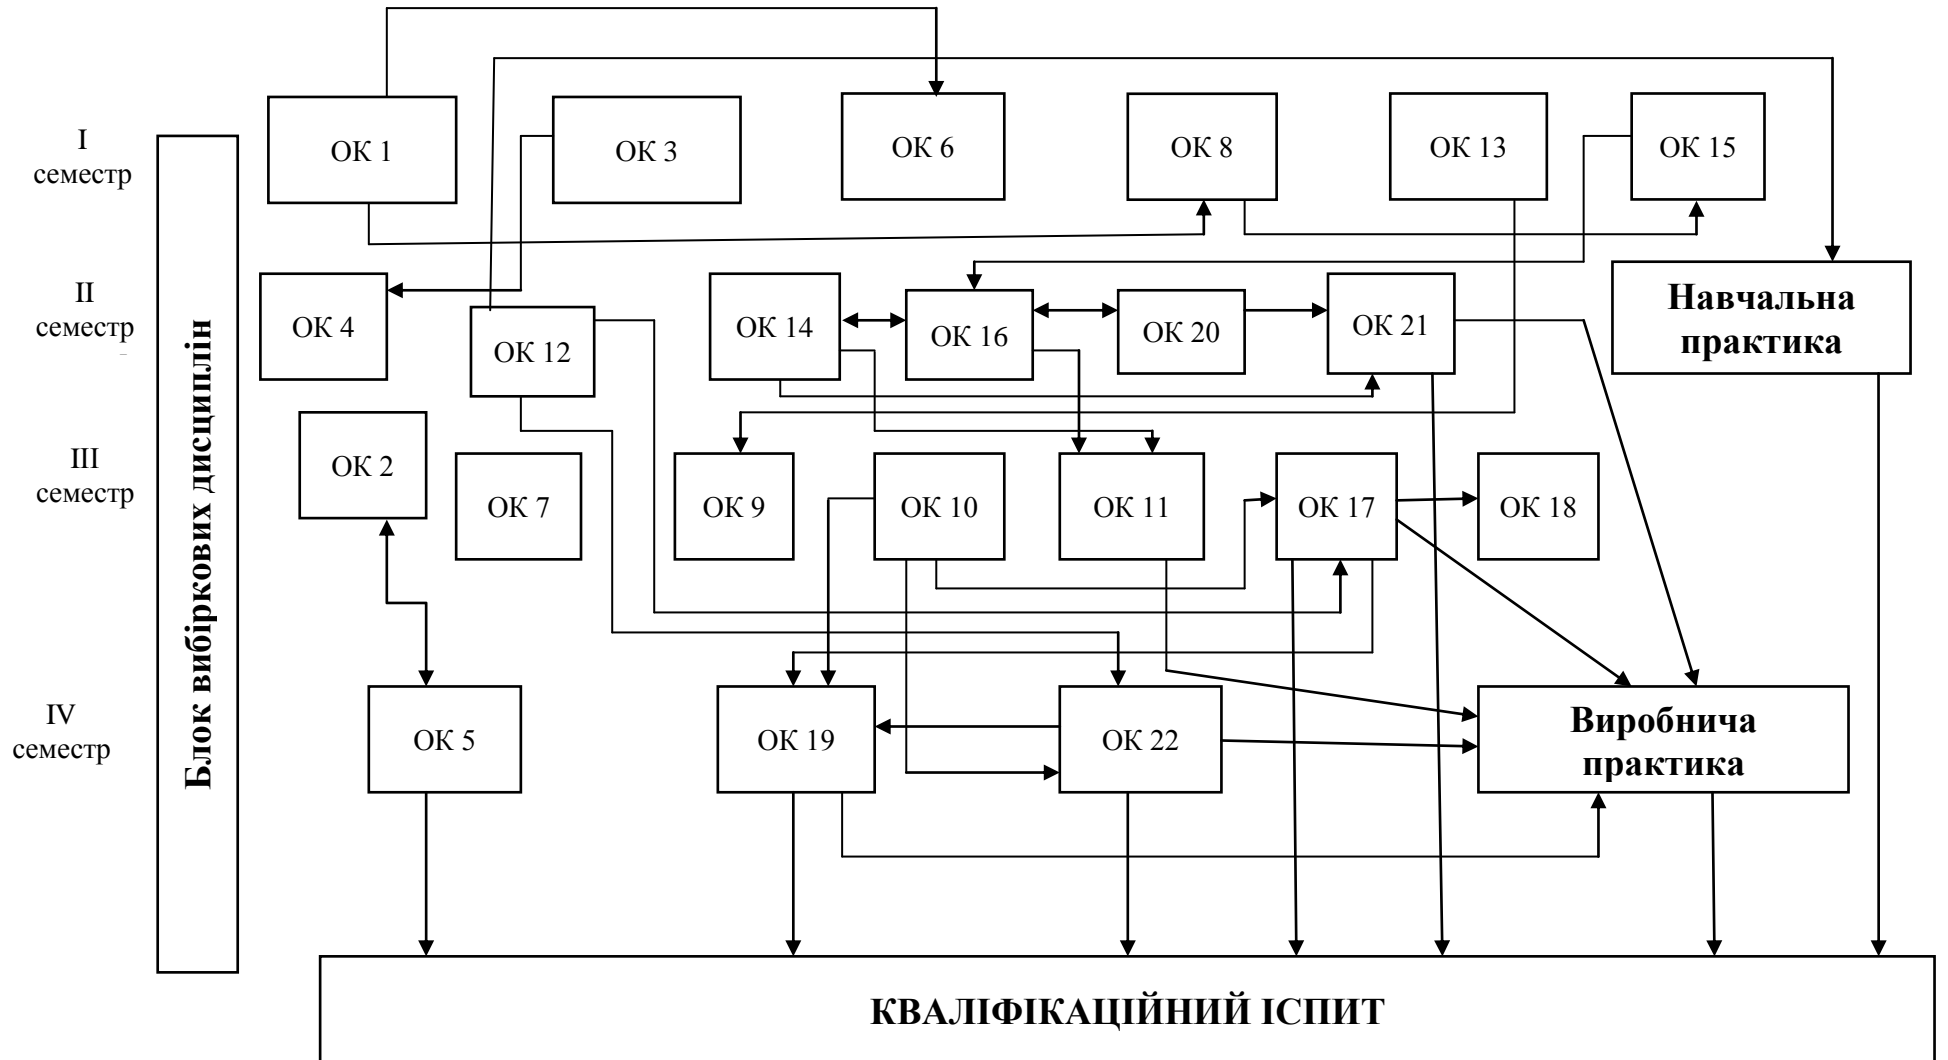 І
семестр
ОК 1
ОК 3
ОК 6
ОК 8
ОК 13
ОК 15
ІІ
семестр
ОК 4
ОК 12
ОК 14
ОК 16
ОК 20
ОК 21
Навчальна
практика
ІІІ
семестр
ОК 2
ОК 7
ОК 9
ОК 10
ОК 11
ОК 17
ОК 18
IV
семестр
ОК 5
ОК 19
ОК 22
Виробнича
практика
Блок вибіркових дисциплін
КВАЛІФІКАЦІЙНИЙ ІСПИТ